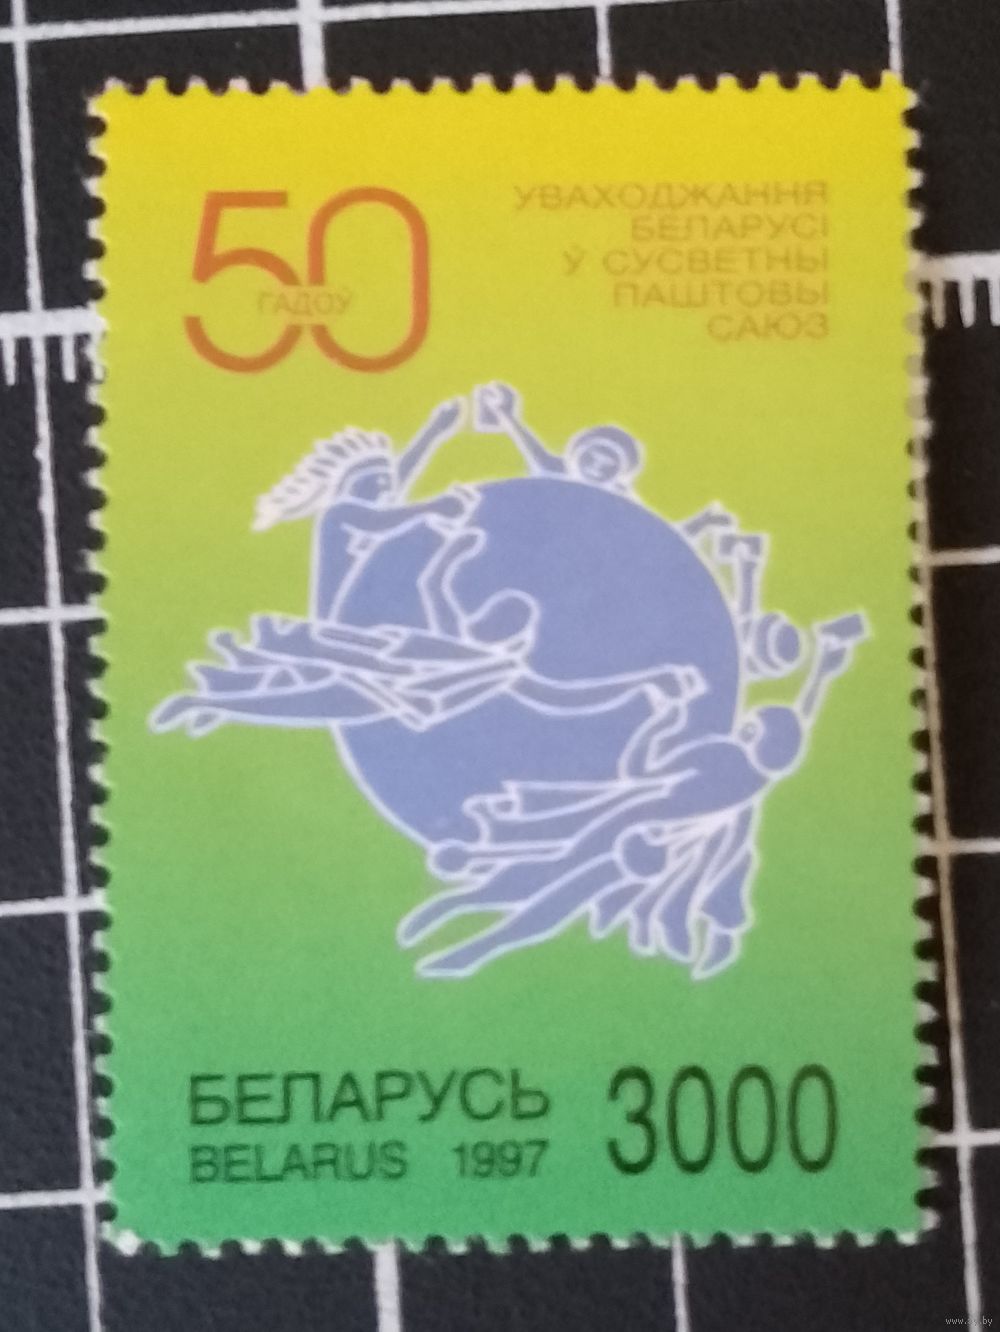 50
ГАДОЎ
УВАХОДЖАННЯ
БЕЛАРУСІ
Ў СУСВЕТНЫ
ПАШТОВЫ
САЮЗ
БЕЛАРУСЬ
BELARUS 1997
3000